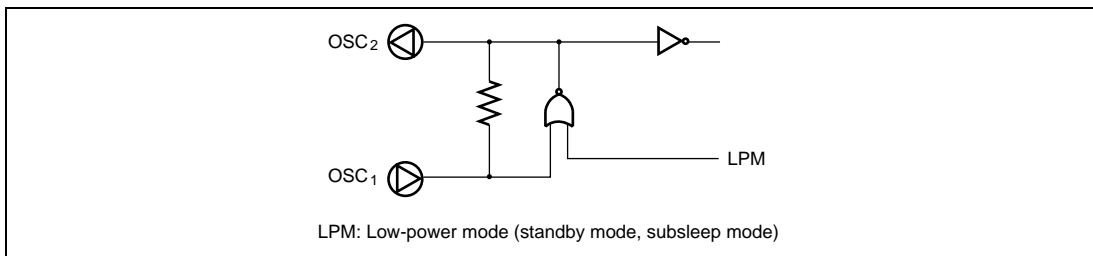 OSC2
LPM
OSC1
LPM: Low-power mode (standby mode, subsleep mode)